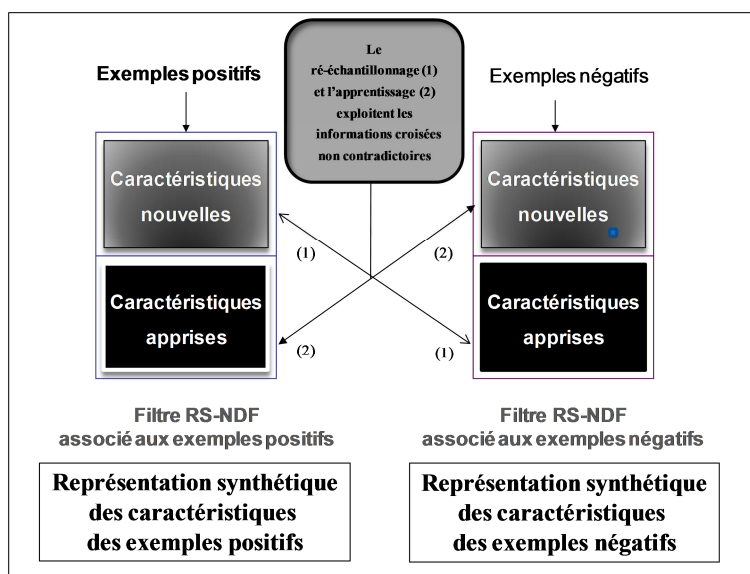 Le
ré-échantillonnage (1)
et l'apprentissage (2)
exploitent les
informations croisées
non contradictoires
Exemples positifs
Exemples négatifs
Caractéristiques
nouvelles
Caractéristiques
nouvelles
(1)
(2)
Caractéristiques
apprises
Caractéristiques
apprises
(2)
(1)
Filtre RS-NDF
associé aux exemples positifs
Filtre RS-NDF
associé aux exemples négatifs
Représentation synthétique
des caractéristiques
des exemples positifs
Représentation synthétique
des caractéristiques
des exemples négatifs